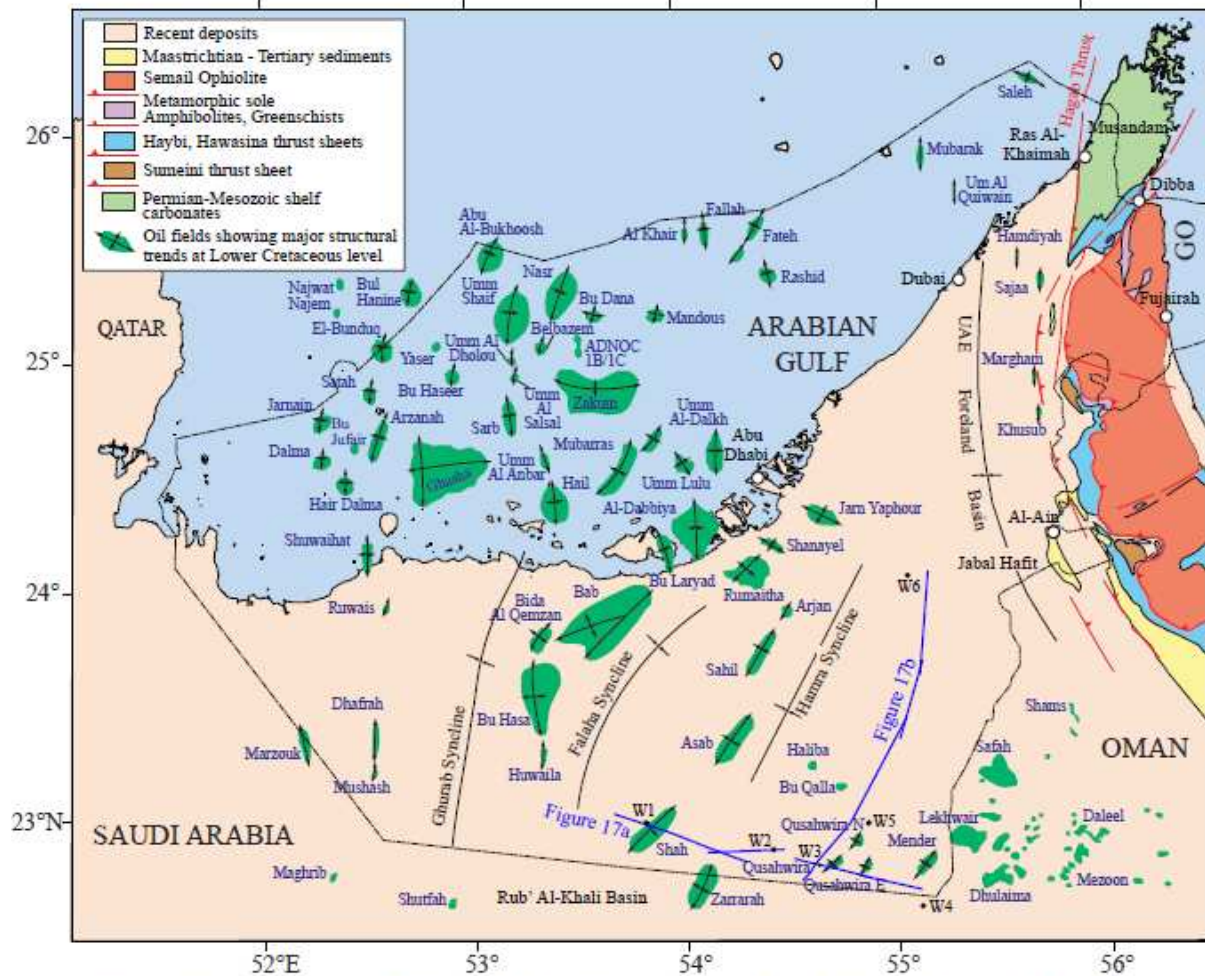 Recent deposits
Maastrichtian - Tertiary sediments
Semail Ophiolite
Metamorphic sole
Amphibolites, Greenschists
Haybi, Hawasina thrust sheets
Sumeini thrust sheet
Permian-Mesozoic shelf
carbonates
Oil fields showing major structural
trends at Lower Cretaceous level
26°
25°
24°
23°N
52°E
53°
54°
55°
56°
QATAR
ARABIAN
GULF
SAUDI ARABIA
OMAN
GO
Hagab Thrust
Musandam
Ras Al-
Khaimah
Dibba
Saleh
Mubarak
Um Al
Quiwain
Hamdiyah
Sajaa
Fujairah
Dubai
Margham
Khusub
UAE Foreland Basin
Al-Ain
Jabal Hafit
Abu
Al-Bukhoosh
Fallah
Al Khair
Fateh
Rashid
Nasr
Umm
Shaif
Bu Dana
Mandous
Belbazem
ADNOC
1B/1C
Najwat
Najem
Bul
Hanine
El-Bunduq
Yaser
Umm Al
Dholou
Bu Haseer
Satah
Jarnain
Bu
Jufair
Arzanah
Dalma
Hair Dalma
Ghasha
Sarb
Umm
Al
Salsal
Zakum
Umm
Al-Dalkh
Mubarras
Umm
Al Anbar
Hail
Umm Lulu
Abu
Dhabi
Al-Dabbiya
Jarn Yaphour
Shuwaihat
Shanayel
Bu Laryad
Rumaitha
Ruwais
Bida
Al Qemzan
Bab
Arjan
W6
Sahil
Hamra Syncline
Falaha Syncline
Ghurab Syncline
Figure 17b
Dhafrah
Bu Hasa
Marzouk
Mushash
Huwaila
Asab
Haliba
Bu Qalla
Shams
Safah
Figure 17a
W1
Shah
W2
Qusahwira N
W5
W3
Qusahwira
Qusahwira E
Mender
Lekhwair
Daleel
W4
Dhulaima
Mezoon
Maghrib
Shutfah
Rub' Al-Khali Basin
Zarrarah